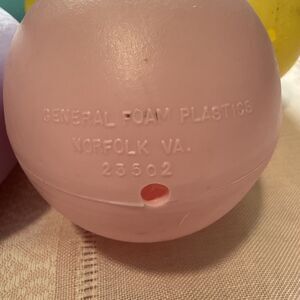 GENERAL FOAM PLASTICS
NORFOLK VA.
23502